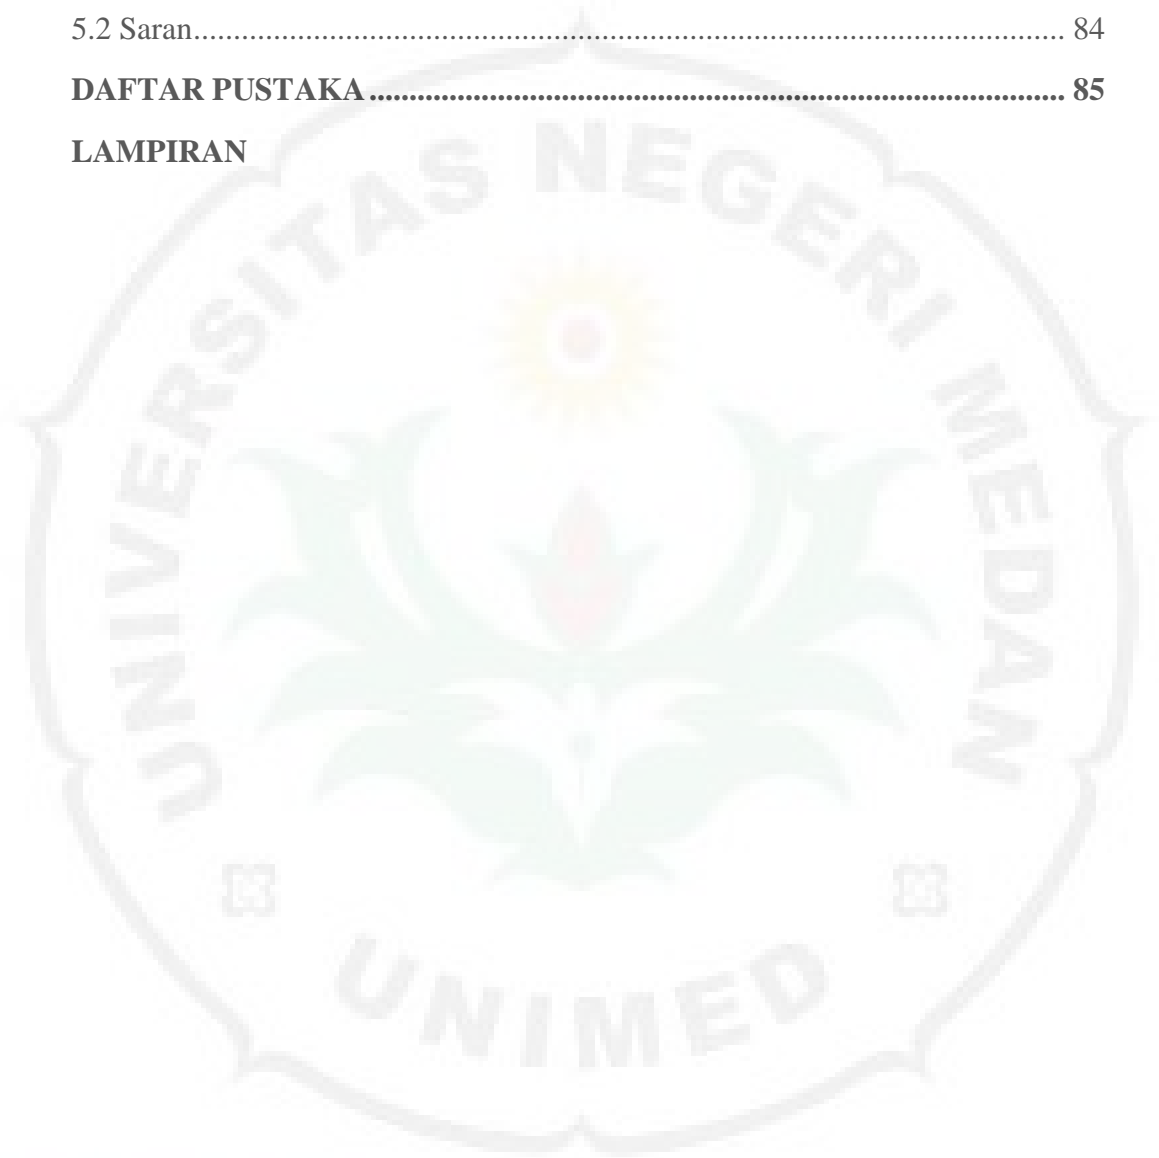 5.2 Saran............................................................................................................. 84
DAFTAR PUSTAKA........................................................................................ 85
LAMPIRAN
UNIVERSITAS NEGERI MEDAN
UNIMED